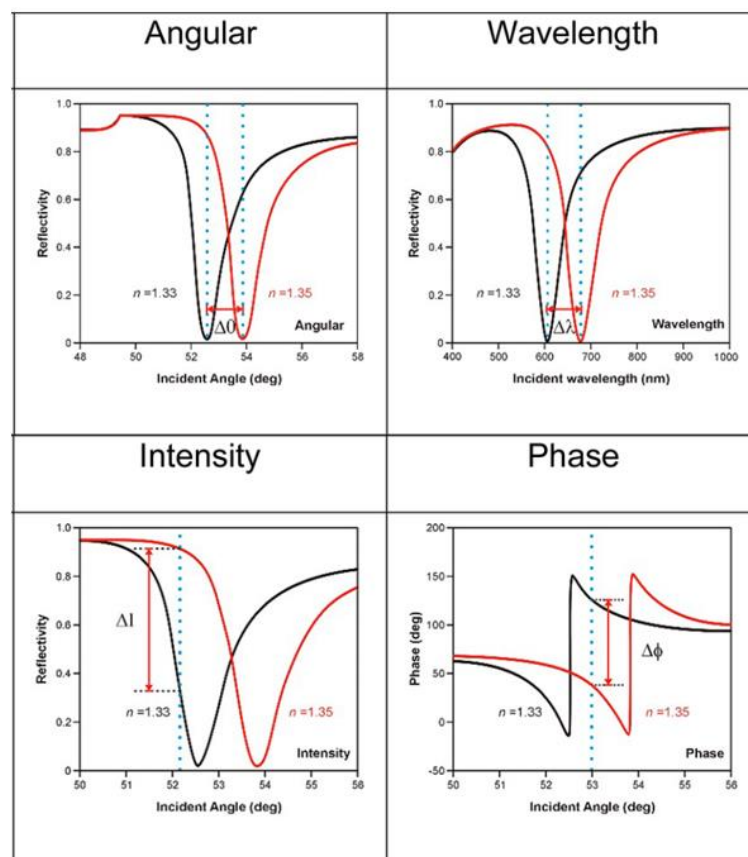 Angular
Wavelength
1.0
0.8
0.6
0.4
0.2
0
Reflectivity
n =1.33
n =1.35
Δ0
Angular
48
50
52
54
56
58
Incident Angle (deg)
1.0
0.8
0.6
0.4
0.2
0
Reflectivity
n =1.33
n =1.35
Δλ
Wavelength
400
600
700
800
900
1000
Incident wavelength (nm)
Intensity
Phase
1.0
0.8
0.6
0.4
0.2
0
Reflectivity
ΔI
n =1.33
n =1.35
Intensity
50
51
52
53
54
55
56
Incident Angle (deg)
200
150
100
50
0
-50
Phase (deg)
Δϕ
n =1.33
n =1.35
Phase
50
51
52
53
54
55
56
Incident Angle (deg)